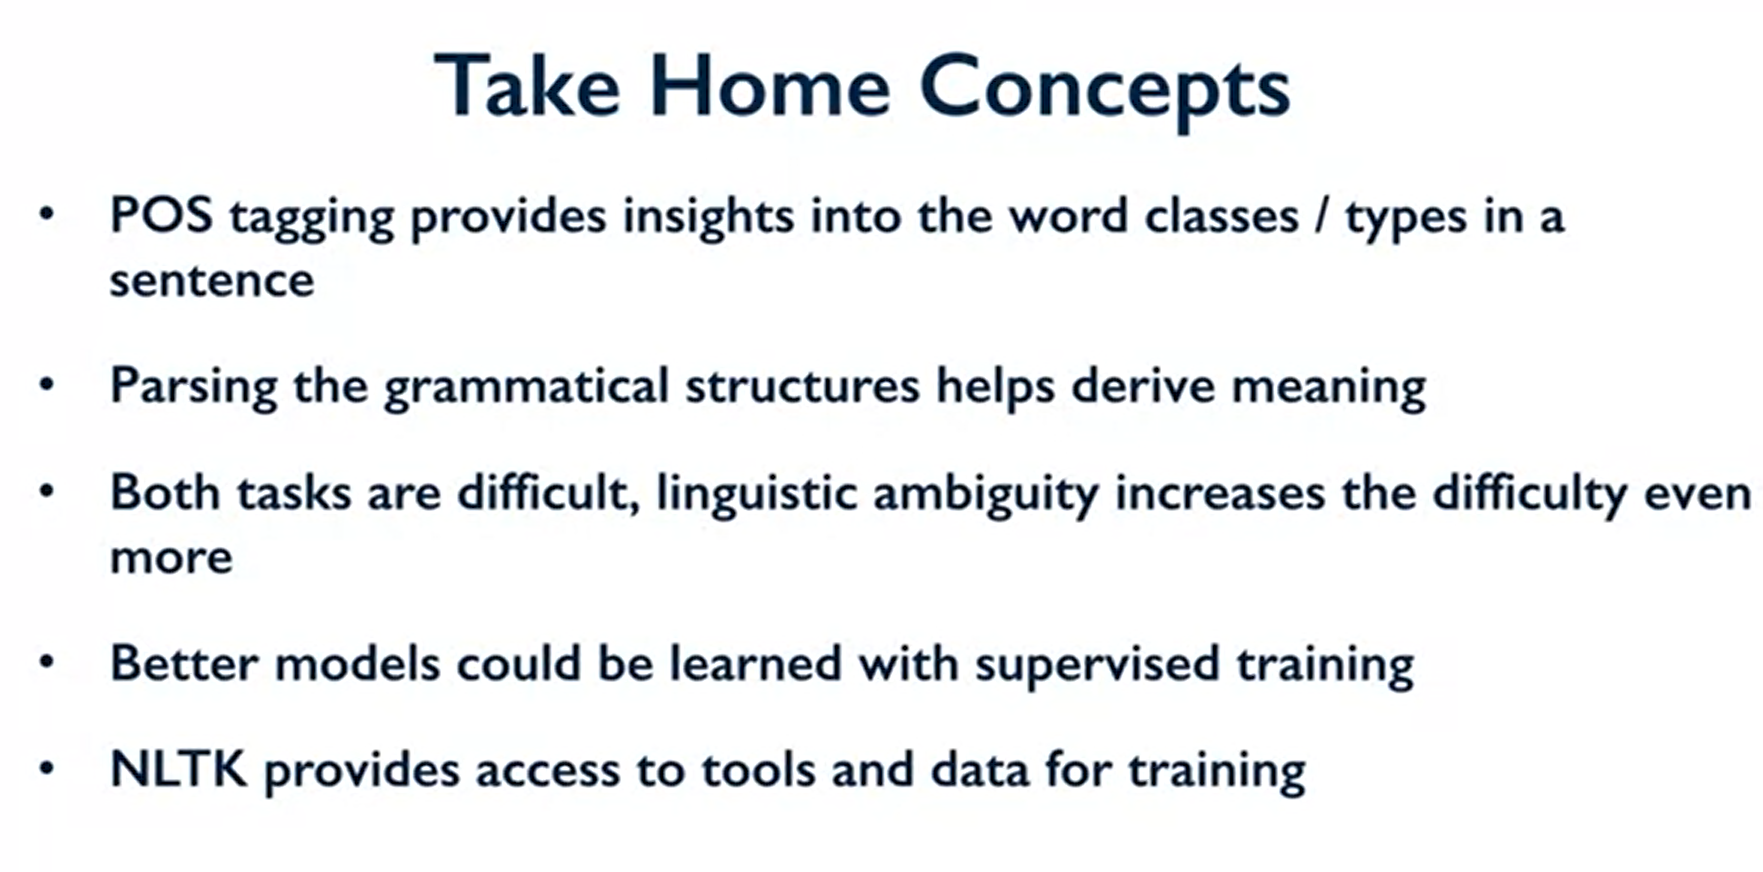 Take Home Concepts
• POS tagging provides insights into the word classes / types in a
sentence
• Parsing the grammatical structures helps derive meaning
• Both tasks are difficult, linguistic ambiguity increases the difficulty even
more
• Better models could be learned with supervised training
• NLTK provides access to tools and data for training